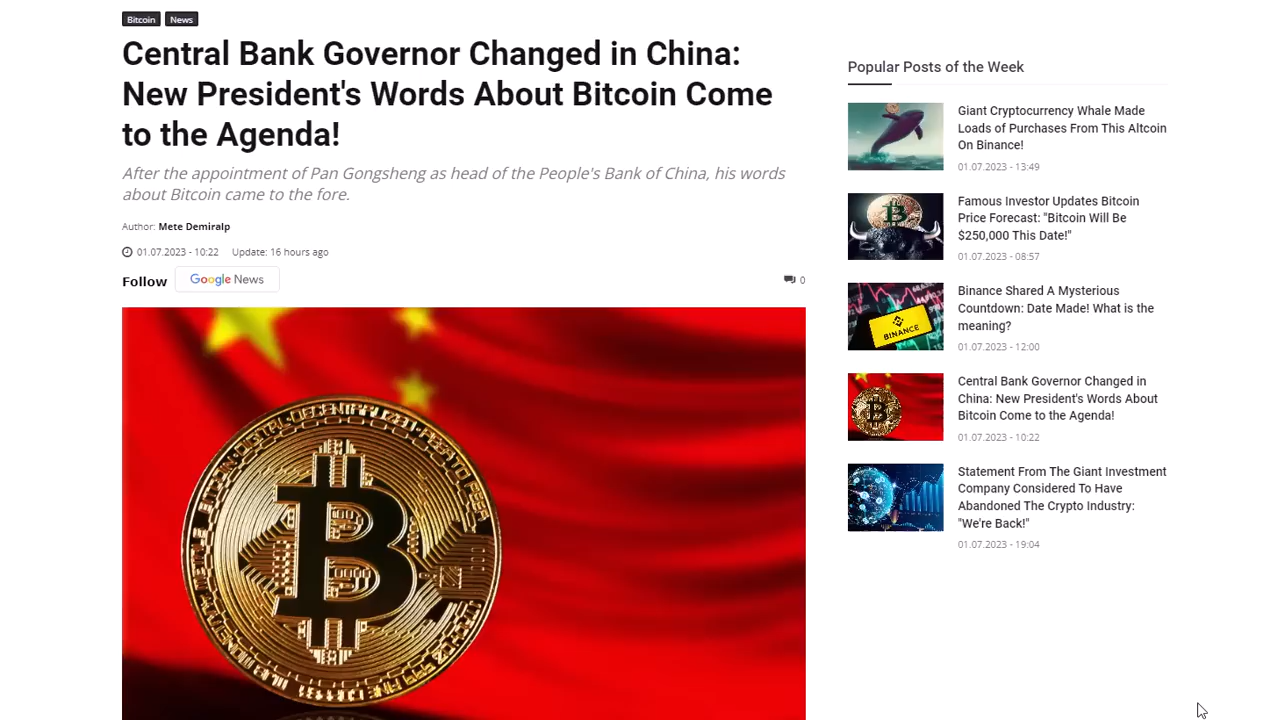 Bitcoin News
Central Bank Governor Changed in China:
New President's Words About Bitcoin Come
to the Agenda!
After the appointment of Pan Gongsheng as head of the People's Bank of China, his words
about Bitcoin came to the fore.
Author: Mete Demiralp
01.07.2023 - 10:22 Update: 16 hours ago
Follow Google News
0
DECENTRALIZED
PEER TO PEER
DIGITAL
BITCOIN
Popular Posts of the Week
Giant Cryptocurrency Whale Made
Loads of Purchases From This Altcoin
On Binance!
01.07.2023 - 13:49
Famous Investor Updates Bitcoin
Price Forecast: "Bitcoin Will Be
$250,000 This Date!"
01.07.2023 - 08:57
BINANCE
Binance Shared A Mysterious
Countdown: Date Made! What is the
meaning?
01.07.2023 - 12:00
Central Bank Governor Changed in
China: New President's Words About
Bitcoin Come to the Agenda!
01.07.2023 - 10:22
Statement From The Giant Investment
Company Considered To Have
Abandoned The Crypto Industry:
"We're Back!"
01.07.2023 - 19:04